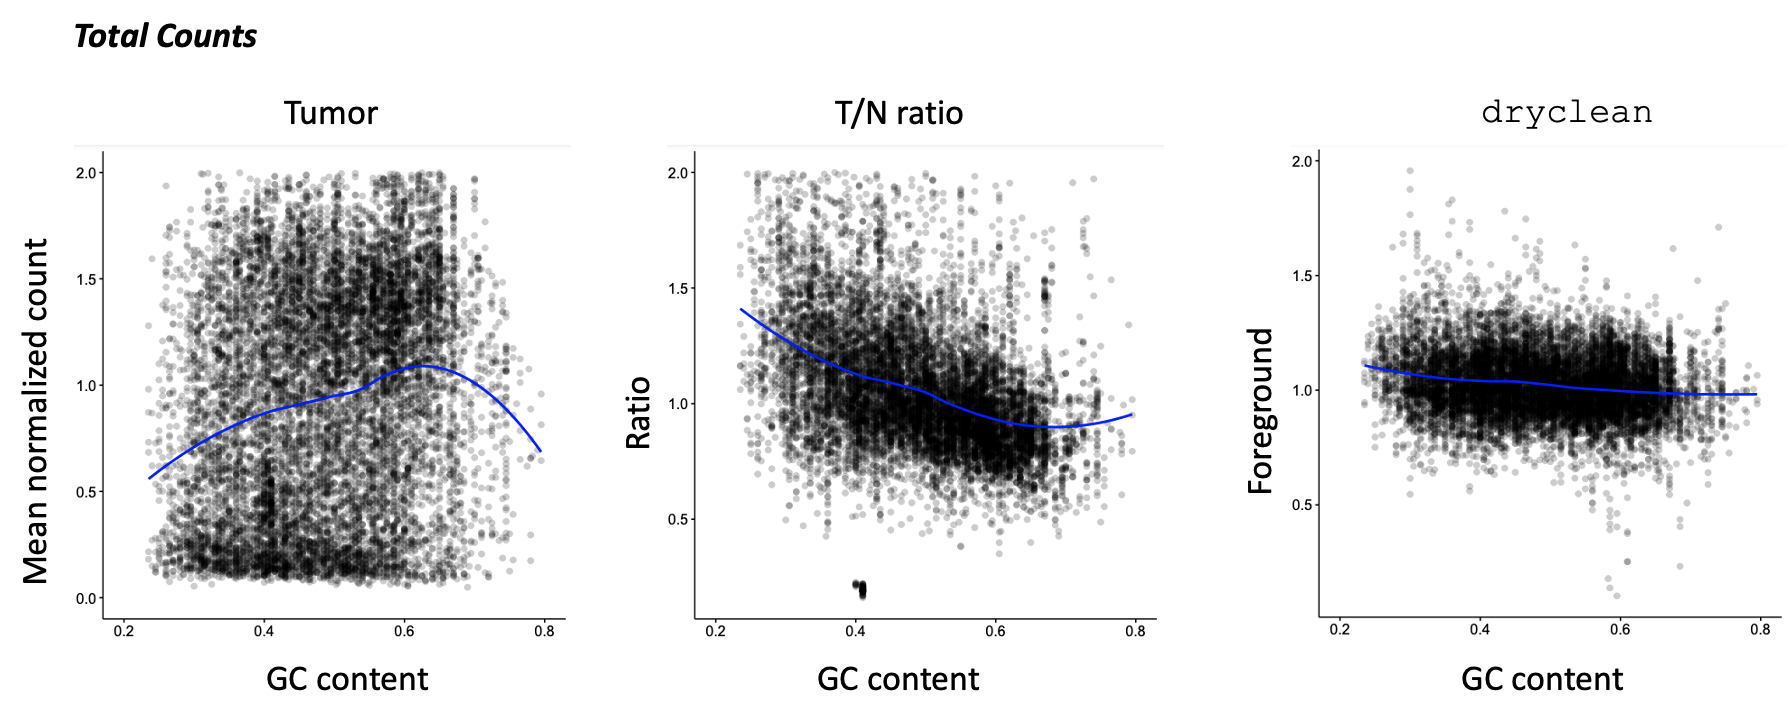 Total Counts
Tumor
Mean normalized count
2.0
1.5
1.0
0.5
0.0
0.2 0.4 0.6 0.8
GC content
T/N ratio
Ratio
2.0
1.5
1.0
0.5
0.2 0.4 0.6 0.8
GC content
dryclean
Foreground
2.0
1.5
1.0
0.5
0.2 0.4 0.6 0.8
GC content